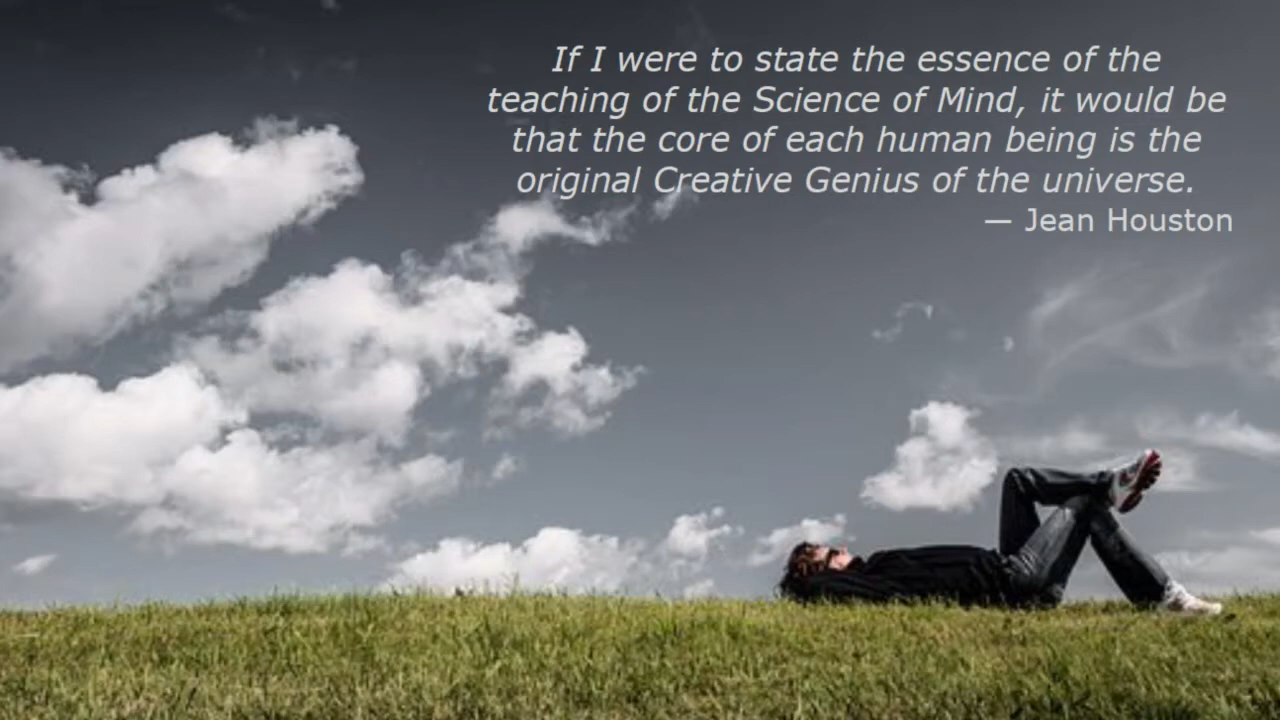 If I were to state the essence of the
teaching of the Science of Mind, it would be
that the core of each human being is the
original Creative Genius of the universe.
— Jean Houston